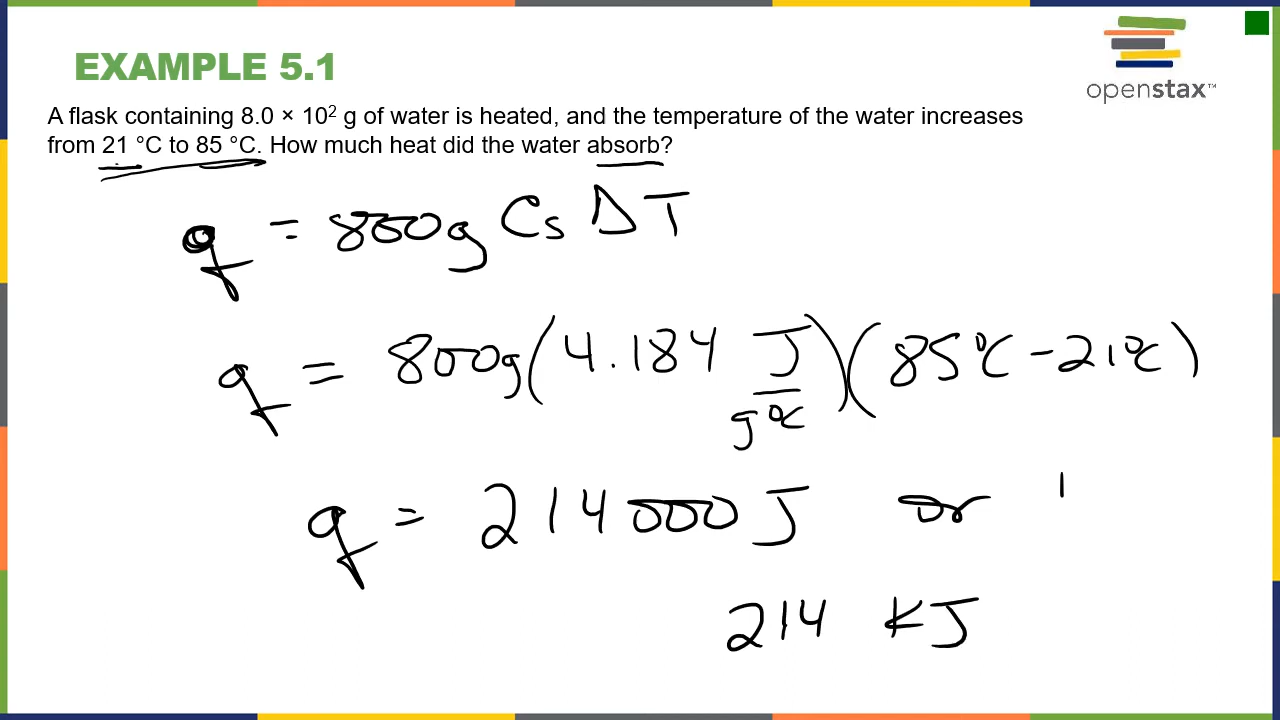 EXAMPLE 5.1
openstax™
A flask containing 8.0 × 10² g of water is heated, and the temperature of the water increases
from 21 °C to 85 °C. How much heat did the water absorb?
q = 800g Cs ΔT
q = 800g (4.184 J/g°C) (85°C - 21°C)
q = 214000 J or
214 KJ